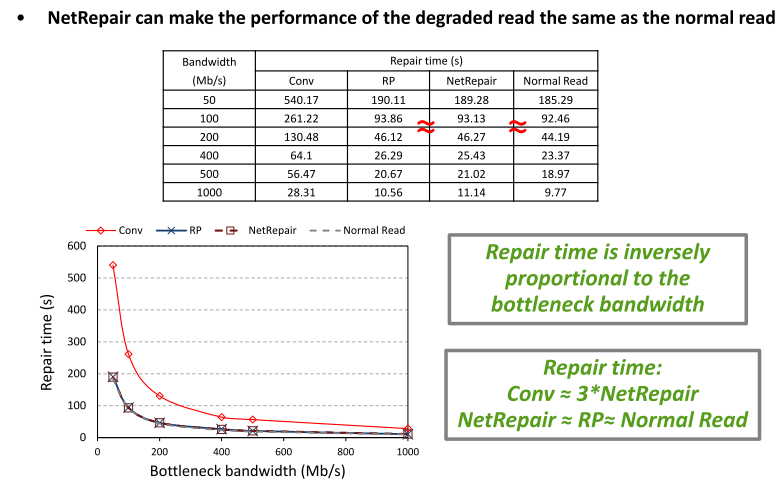 • NetRepair can make the performance of the degraded read the same as the normal read
Bandwidth (Mb/s) Repair time (s)
Conv RP NetRepair Normal Read
50 540.17 190.11 189.28 185.29
100 261.22 93.86 93.13 92.46
≈ ≈
200 130.48 46.12 46.27 44.19
400 64.1 26.29 25.43 23.37
500 56.47 20.67 21.02 18.97
1000 28.31 10.56 11.14 9.77
Conv RP NetRepair Normal Read
600
500
400
300
200
100
0
0 200 400 600 800 1000
Repair time (s)
Bottleneck bandwidth (Mb/s)
Repair time is inversely
proportional to the
bottleneck bandwidth
Repair time:
Conv ≈ 3*NetRepair
NetRepair ≈ RP≈ Normal Read